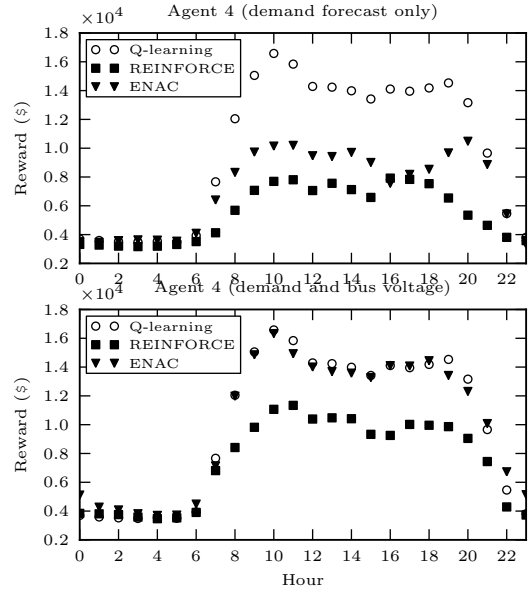 Agent 4 (demand forecast only)
×10⁴
1.8
1.6
1.4
1.2
1.0
0.8
0.6
0.4
0.2
Reward ($)
Q-learning
REINFORCE
ENAC
0 2 4 6 8 10 12 14 16 18 20 22
Agent 4 (demand and bus voltage)
×10⁴
1.8
1.6
1.4
1.2
1.0
0.8
0.6
0.4
0.2
Reward ($)
Q-learning
REINFORCE
ENAC
0 2 4 6 8 10 12 14 16 18 20 22
Hour